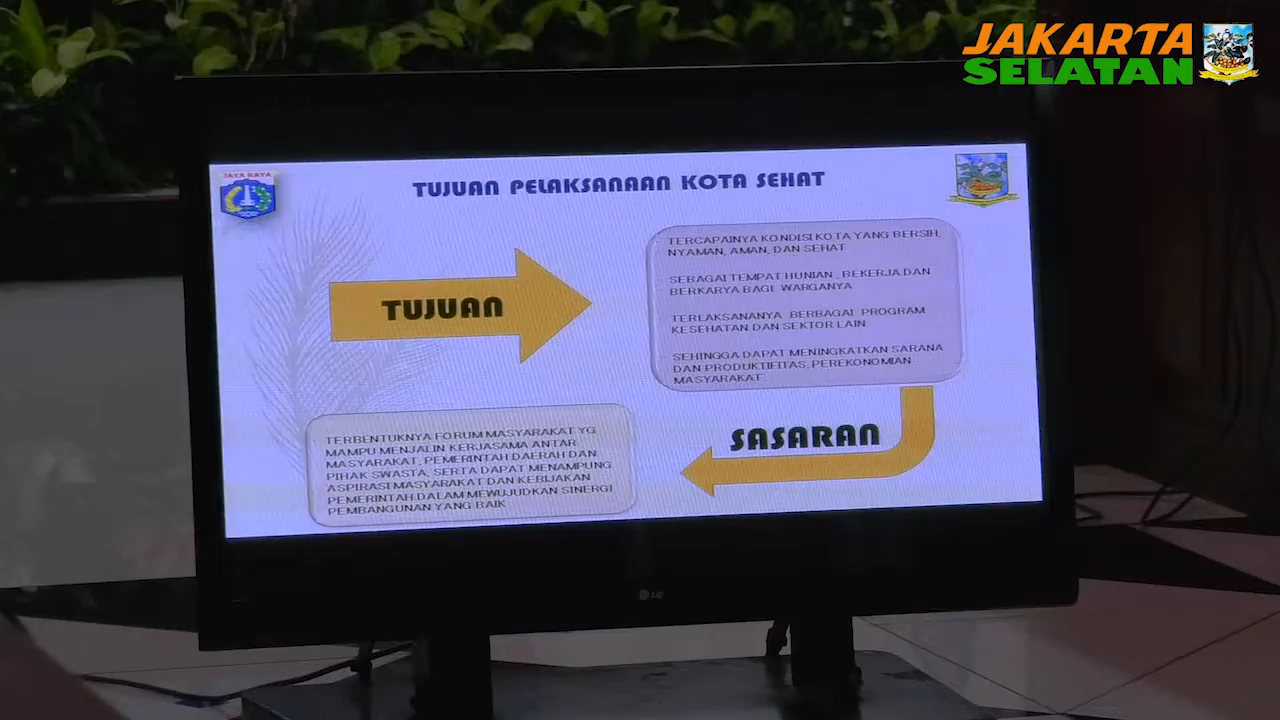 JAKARTA
SELATAN
JAYA RAYA
TUJUAN PELAKSANAAN KOTA SEHAT
TUJUAN
TERCAPAINYA KONDISI KOTA YANG BERSIH,
NYAMAN, AMAN, DAN SEHAT
SEBAGAI TEMPAT HUNIAN , BEKERJA DAN
BERKARYA BAGI WARGANYA
TERLAKSANANYA BERBAGAI PROGRAM
KESEHATAN DAN SEKTOR LAIN
SEHINGGA DAPAT MENINGKATKAN SARANA
DAN PRODUKTIFITAS, PEREKONOMIAN
MASYARAKAT
SASARAN
TERBENTUKNYA FORUM MASYARAKAT YG
MAMPU MENJALIN KERJASAMA ANTAR
MASYARAKAT, PEMERINTAH DAERAH DAN
PIHAK SWASTA, SERTA DAPAT MENAMPUNG
ASPIRASI MASYARAKAT DAN KEBIJAKAN
PEMERINTAH DALAM MEWUJUDKAN SINERGI
PEMBANGUNAN YANG BAIK
LG